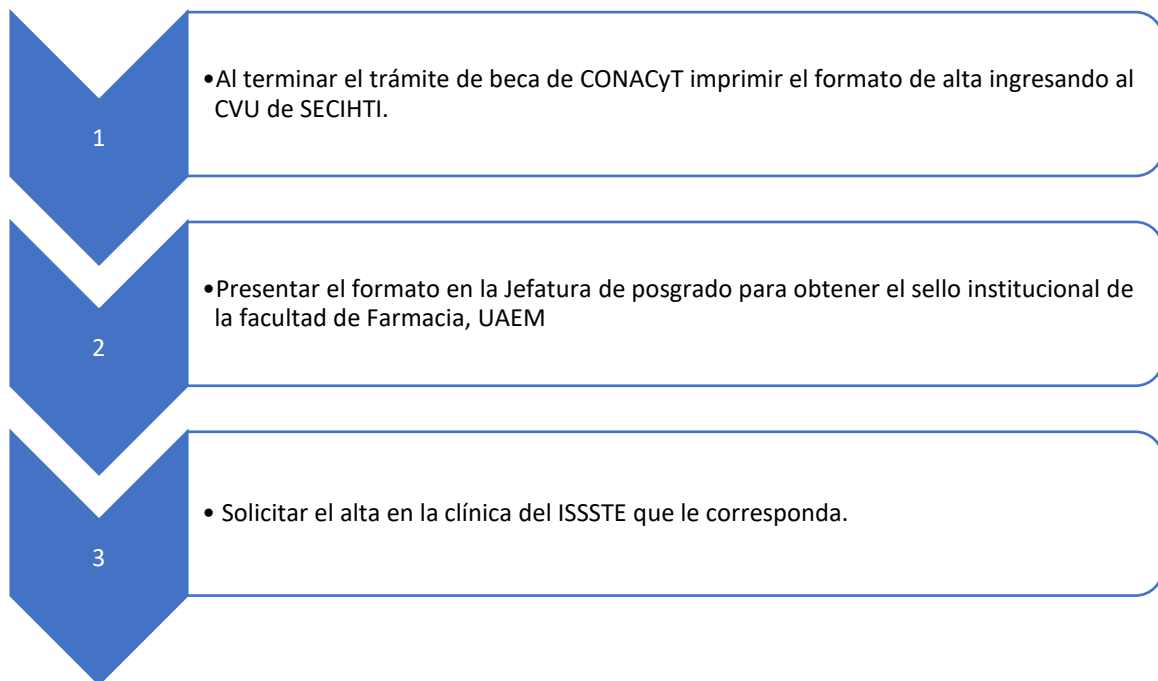 1
•Al terminar el trámite de beca de CONACyT imprimir el formato de alta ingresando al
CVU de SECIHTI.
2
•Presentar el formato en la Jefatura de posgrado para obtener el sello institucional de
la facultad de Farmacia, UAEM
3
• Solicitar el alta en la clínica del ISSSTE que le corresponda.